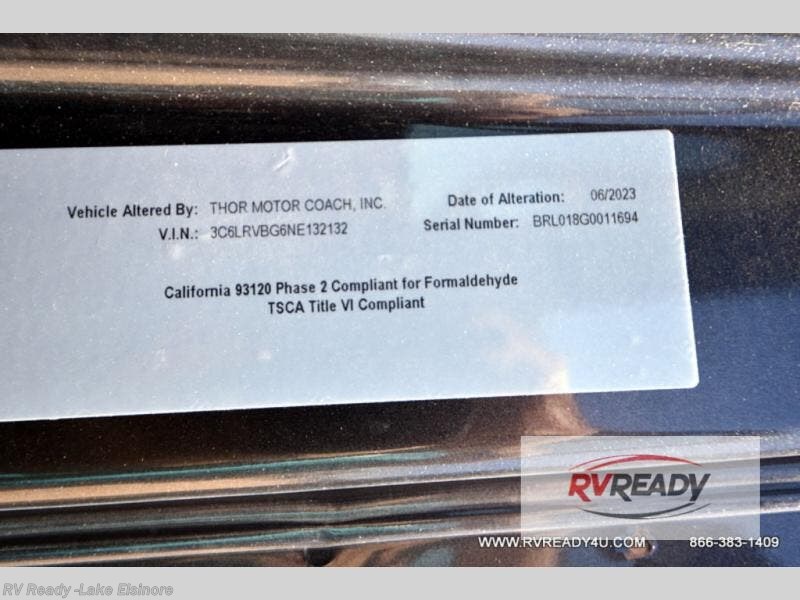 Vehicle Altered By: THOR MOTOR COACH, INC. Date of Alteration: 06/2023
V.I.N.: 3C6LRVBG6NE132132 Serial Number: BRL018G0011694
California 93120 Phase 2 Compliant for Formaldehyde
TSCA Title VI Compliant
RVREADY
WWW.RVREADY4U.COM 866-383-1409
RV Ready -Lake Elsinore